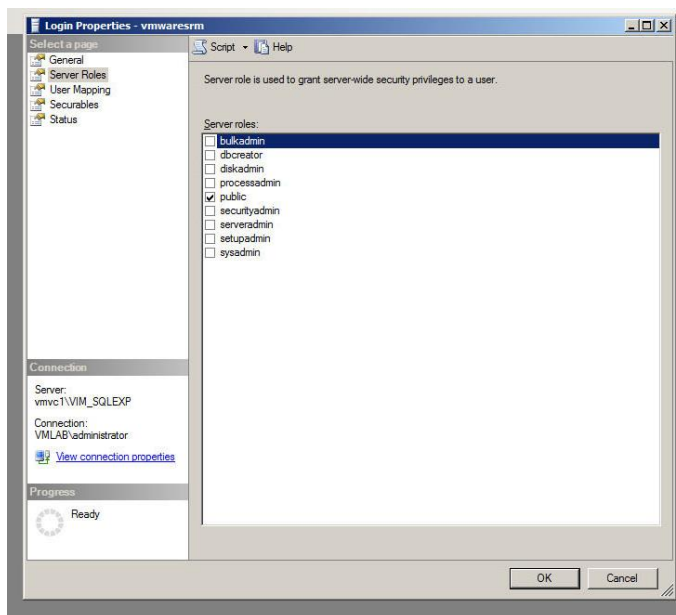 Login Properties - vmwaresrm
Select a page
General
Server Roles
User Mapping
Securables
Status
Script
Help
Server role is used to grant server-wide security privileges to a user.
Server roles:
bulkadmin
dbcreator
diskadmin
processadmin
public
securityadmin
serveradmin
setupadmin
sysadmin
Connection
Server:
vmvc1\VIM_SQLEXP
Connection:
VMLAB\administrator
View connection properties
Progress
Ready
OK
Cancel